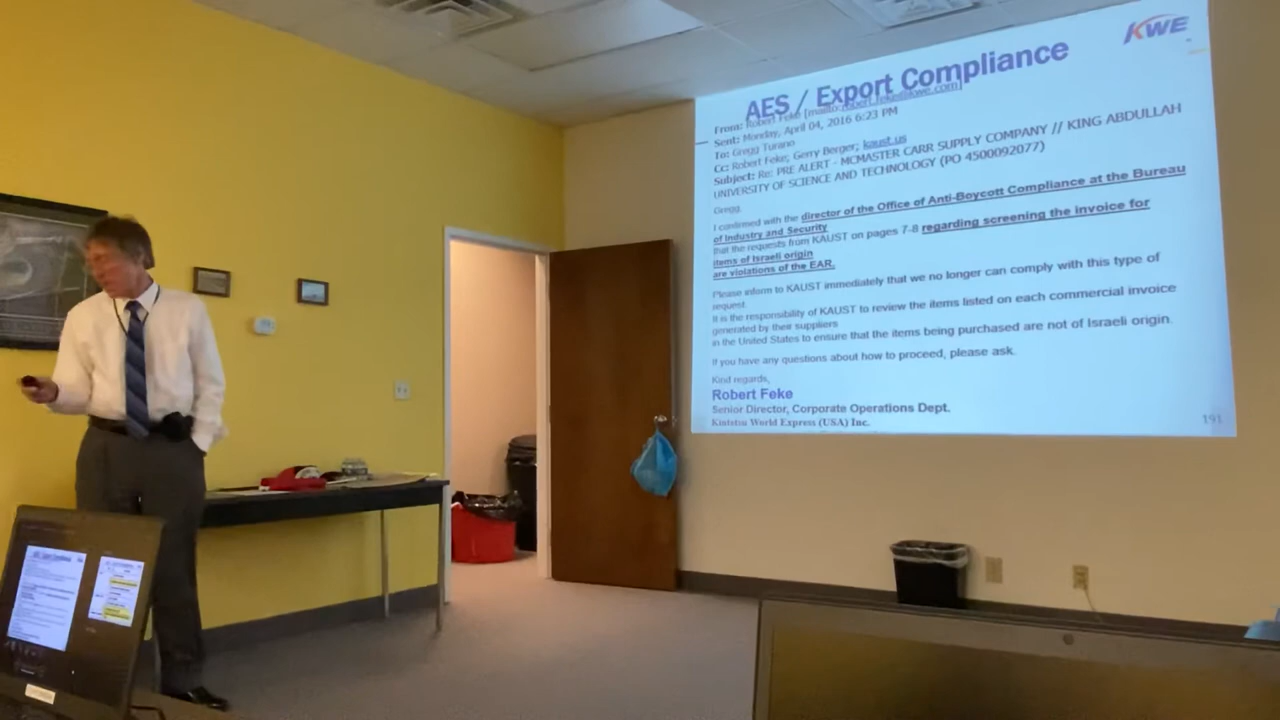 KWE
AES / Export Compliance
From: Robert Feke [mailto:robert.feke@kwe.com]
Sent: Monday, April 04, 2016 6:23 PM
To: Gregg Turano
Cc: Robert Feke; Gerry Berger; kaust.us
Subject: Re: PRE ALERT - MCMASTER CARR SUPPLY COMPANY // KING ABDULLAH
UNIVERSITY OF SCIENCE AND TECHNOLOGY (PO 4500092077)
Gregg,
I confirmed with the director of the Office of Anti-Boycott Compliance at the Bureau
of Industry and Security
that the requests from KAUST on pages 7-8 regarding screening the invoice for
items of Israeli origin
are violations of the EAR.
Please inform to KAUST immediately that we no longer can comply with this type of
request.
It is the responsibility of KAUST to review the items listed on each commercial invoice
generated by their suppliers
in the United States to ensure that the items being purchased are not of Israeli origin.
If you have any questions about how to proceed, please ask.
Kind regards,
Robert Feke
Senior Director, Corporate Operations Dept.
Kintetsu World Express (USA) Inc.
191